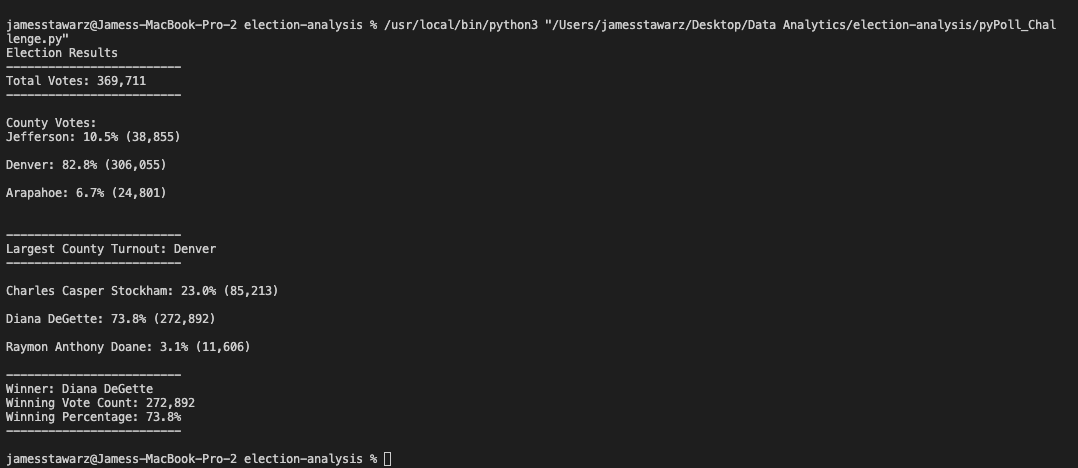 jamesstawarz@Jamess-MacBook-Pro-2 election-analysis % /usr/local/bin/python3 "/Users/jamesstawarz/Desktop/Data Analytics/election-analysis/pyPoll_Chal
lenge.py"
Election Results
-------------------------
Total Votes: 369,711
-------------------------
County Votes:
Jefferson: 10.5% (38,855)
Denver: 82.8% (306,055)
Arapahoe: 6.7% (24,801)
-------------------------
Largest County Turnout: Denver
-------------------------
Charles Casper Stockham: 23.0% (85,213)
Diana DeGette: 73.8% (272,892)
Raymon Anthony Doane: 3.1% (11,606)
-------------------------
Winner: Diana DeGette
Winning Vote Count: 272,892
Winning Percentage: 73.8%
-------------------------
jamesstawarz@Jamess-MacBook-Pro-2 election-analysis %